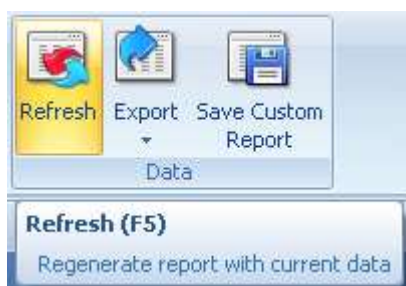 Refresh Export Save Custom
Report
Data
Refresh (F5)
Regenerate report with current data